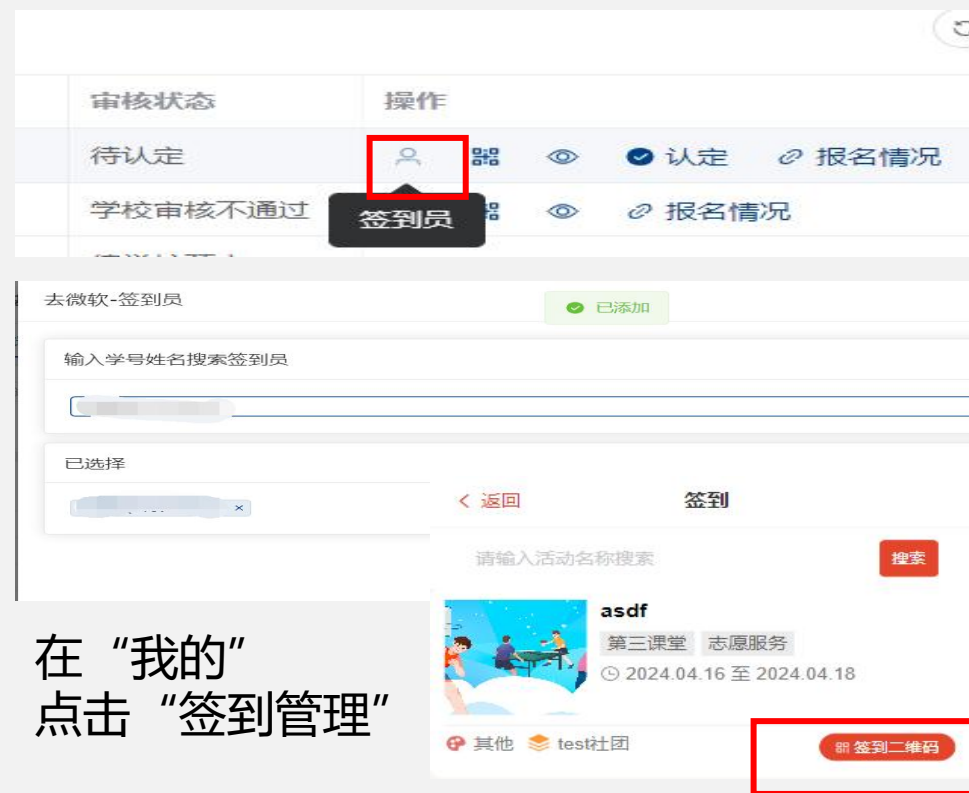 审核状态 操作
待认定 认定 报名情况
学校审核不通过 签到员 报名情况
去微软-签到员 已添加
输入学号姓名搜索签到员
已选择
< 返回 签到
请输入活动名称搜索 搜索
asdf
第三课堂 志愿服务
2024.04.16 至 2024.04.18
其他 test社团 签到二维码
在“我的”
点击“签到管理”